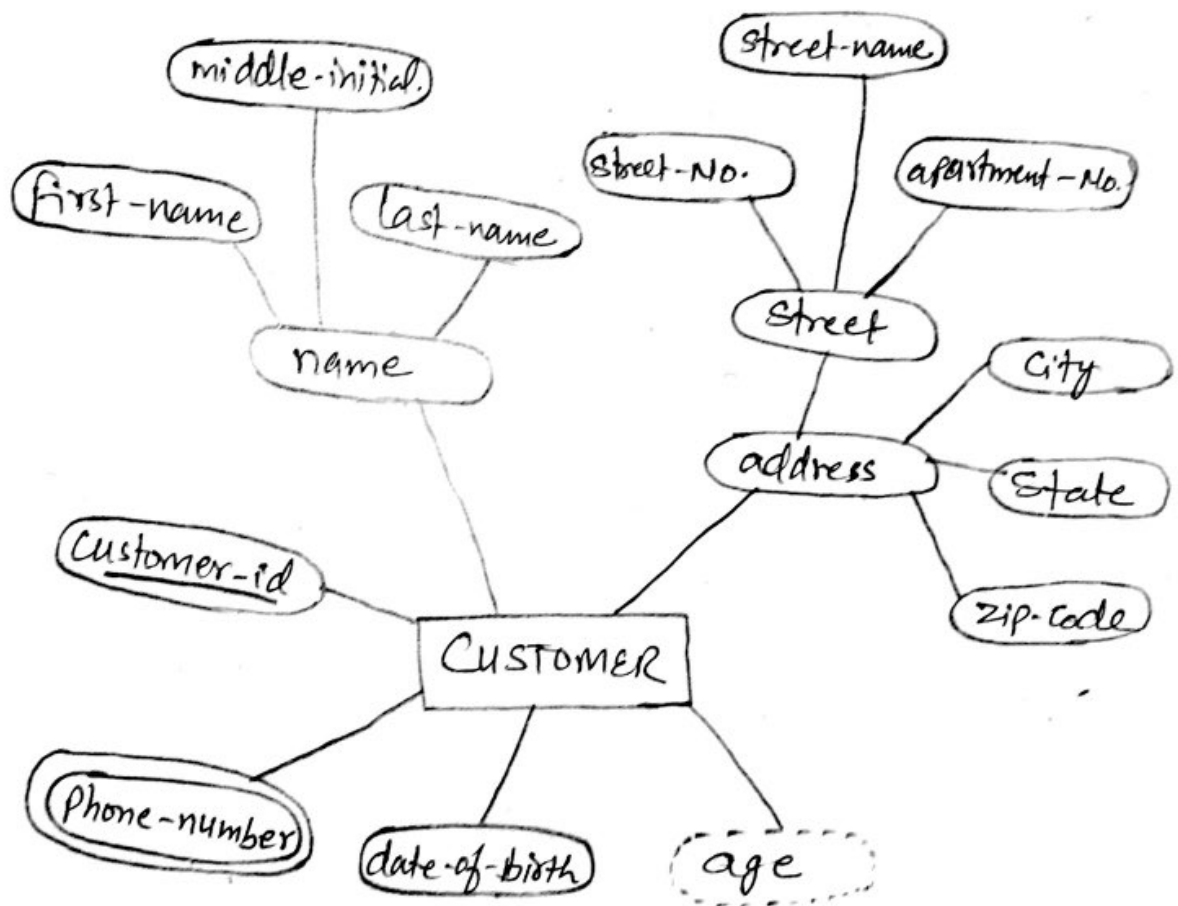 street-name
middle-initial.
street-No.
apartment-No.
first-name
last-name
street
name
City
address
State
Customer-id
zip-code
CUSTOMER
Phone-number
date-of-birth
age